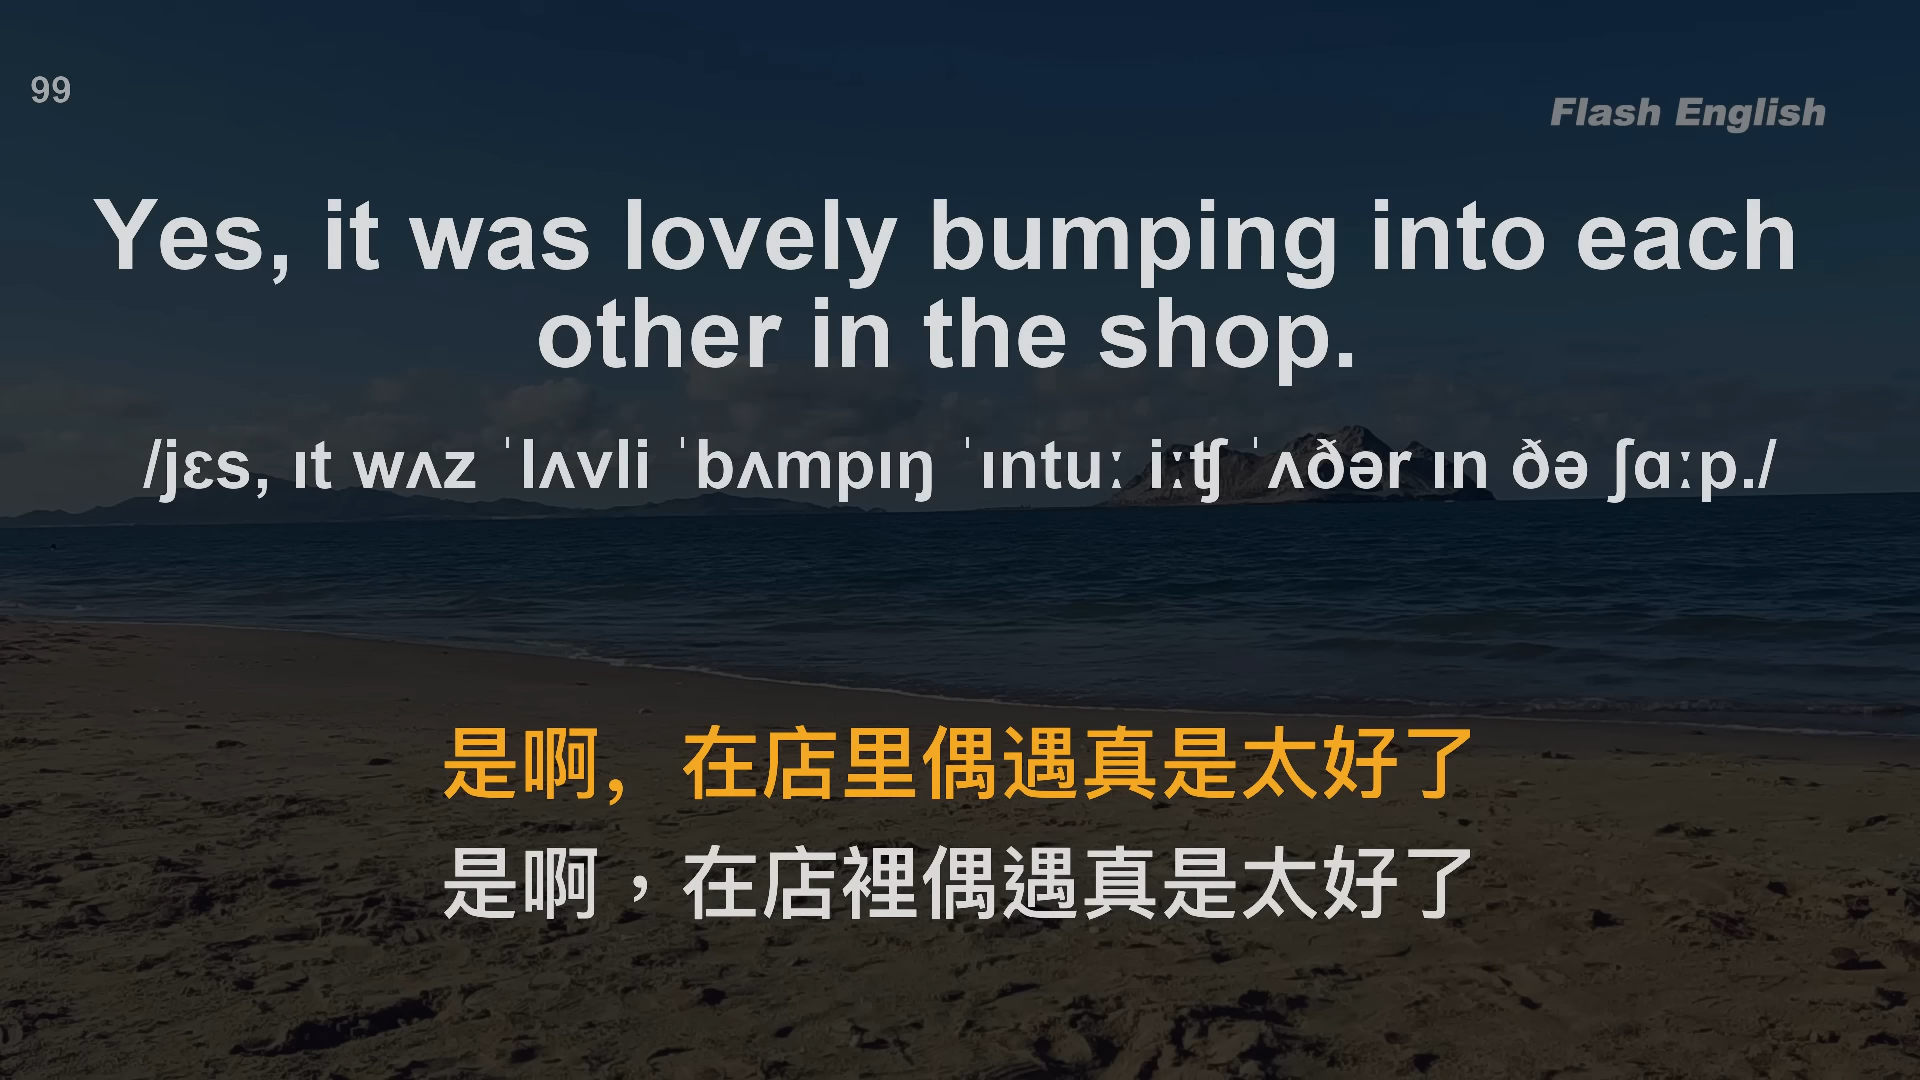 99
Flash English
Yes, it was lovely bumping into each
other in the shop.
/jɛs, ɪt wʌz ˈlʌvli ˈbʌmpɪŋ ˈɪntuː iːʧ ˈʌðər ɪn ðə ʃɑːp./
是啊，在店里偶遇真是太好了
是啊，在店裡偶遇真是太好了